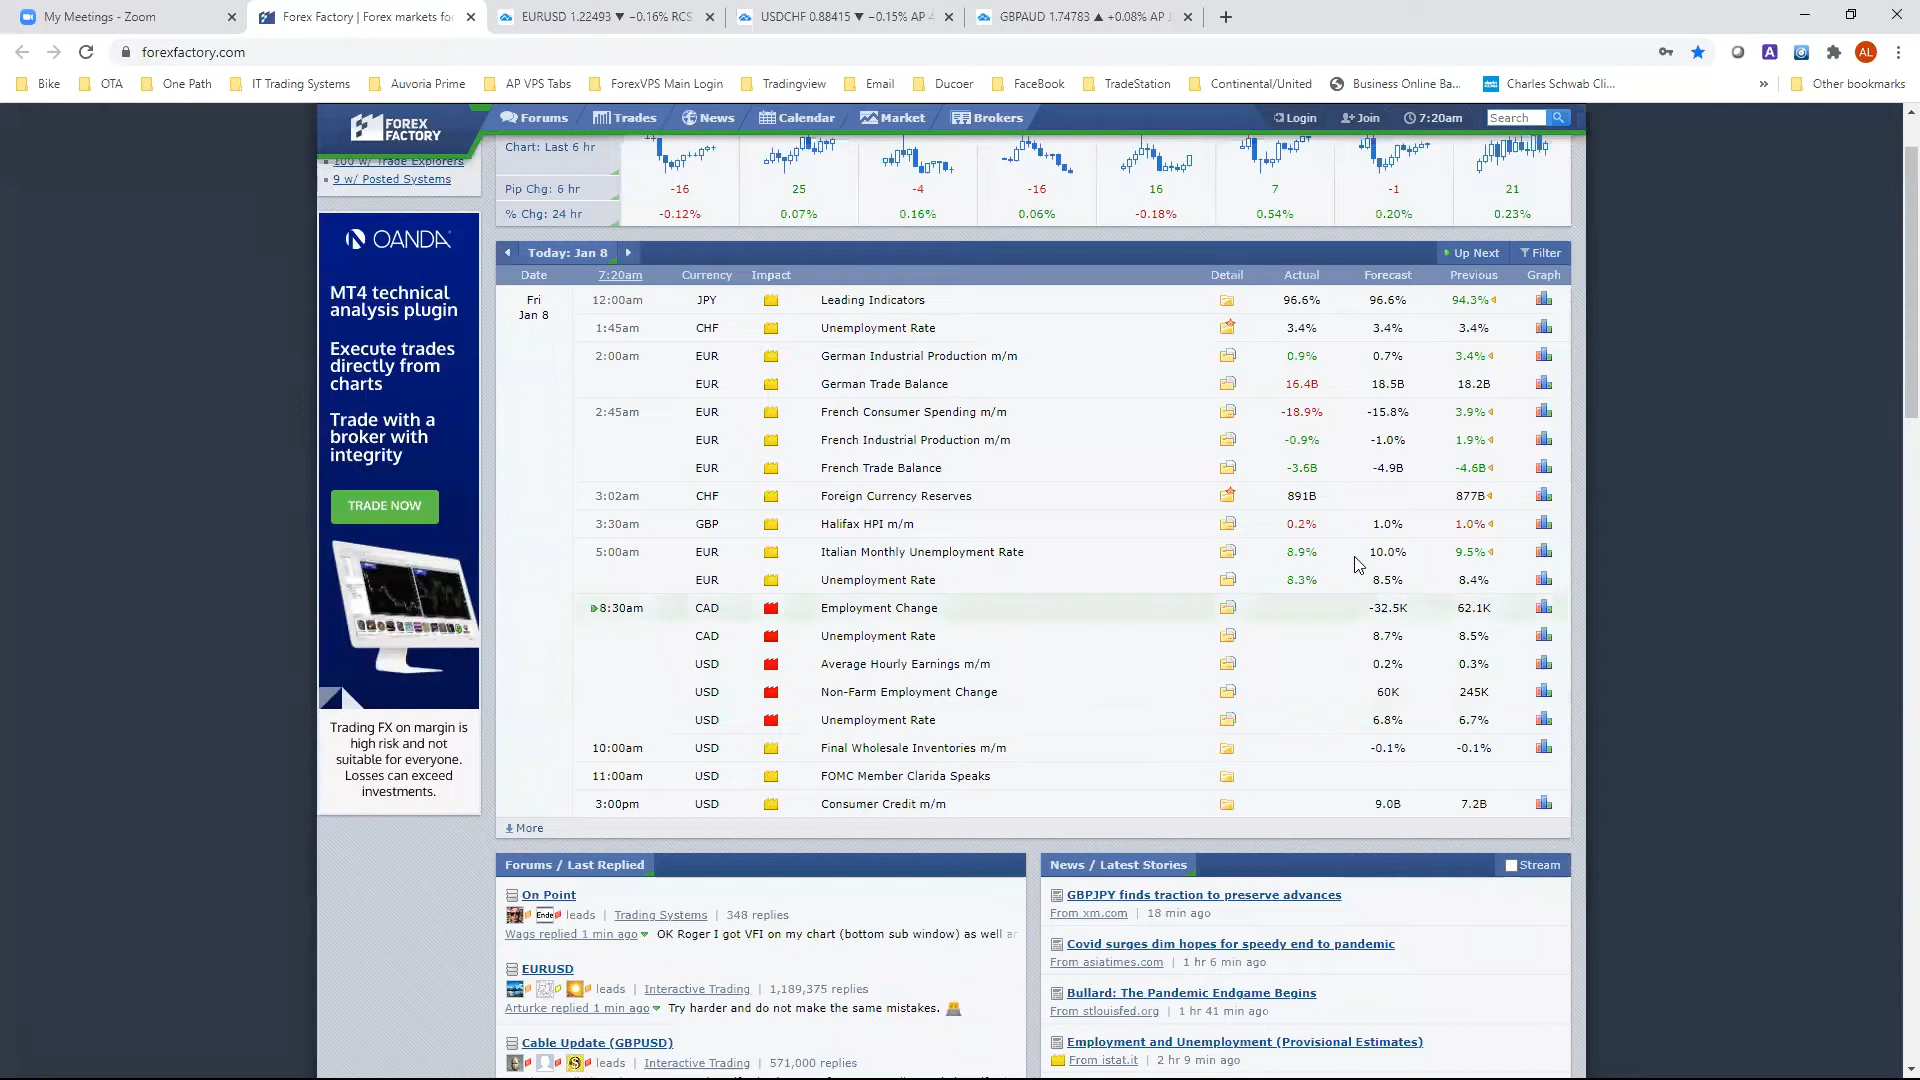 My Meetings - Zoom
Forex Factory | Forex markets fo
EURUSD 1.22493 ▼ −0.16% RCS
USDCHF 0.88415 ▼ −0.15% AP
GBPAUD 1.74783 ▲ +0.08% AP
forexfactory.com
A
AL
Bike
OTA
One Path
IT Trading Systems
Auvoria Prime
AP VPS Tabs
ForexVPS Main Login
Tradingview
Email
Ducoer
FaceBook
TradeStation
Continental/United
Business Online Ba...
Charles Schwab Cli...
»
Other bookmarks
FOREX FACTORY
Forums
Trades
News
Calendar
Market
Brokers
Login
Join
7:20am
Search
100 w/ Trade Explorers
9 w/ Posted Systems
Chart: Last 6 hr
Pip Chg: 6 hr -16 25 -4 -16 16 7 -1 21
% Chg: 24 hr -0.12% 0.07% 0.16% 0.06% -0.18% 0.54% 0.20% 0.23%
OANDA
MT4 technical
analysis plugin
Execute trades
directly from
charts
Trade with a
broker with
integrity
TRADE NOW
Trading FX on margin is
high risk and not
suitable for everyone.
Losses can exceed
investments.
Today: Jan 8 Up Next Filter
Date 7:20am Currency Impact Detail Actual Forecast Previous Graph
Fri
Jan 8
12:00am JPY Leading Indicators 96.6% 96.6% 94.3%
1:45am CHF Unemployment Rate 3.4% 3.4% 3.4%
2:00am EUR German Industrial Production m/m 0.9% 0.7% 3.4%
EUR German Trade Balance 16.4B 18.5B 18.2B
2:45am EUR French Consumer Spending m/m -18.9% -15.8% 3.9%
EUR French Industrial Production m/m -0.9% -1.0% 1.9%
EUR French Trade Balance -3.6B -4.9B -4.6B
3:02am CHF Foreign Currency Reserves 891B 877B
3:30am GBP Halifax HPI m/m 0.2% 1.0% 1.0%
5:00am EUR Italian Monthly Unemployment Rate 8.9% 10.0% 9.5%
EUR Unemployment Rate 8.3% 8.5% 8.4%
8:30am CAD Employment Change -32.5K 62.1K
CAD Unemployment Rate 8.7% 8.5%
USD Average Hourly Earnings m/m 0.2% 0.3%
USD Non-Farm Employment Change 60K 245K
USD Unemployment Rate 6.8% 6.7%
10:00am USD Final Wholesale Inventories m/m -0.1% -0.1%
11:00am USD FOMC Member Clarida Speaks
3:00pm USD Consumer Credit m/m 9.0B 7.2B
More
Forums / Last Replied
On Point
Ende leads | Trading Systems | 348 replies
Wags replied 1 min ago OK Roger I got VFI on my chart (bottom sub window) as well
EURUSD
leads | Interactive Trading | 1,189,375 replies
Arturke replied 1 min ago Try harder and do not make the same mistakes.
Cable Update (GBPUSD)
leads | Interactive Trading | 571,000 replies
News / Latest Stories Stream
GBPJPY finds traction to preserve advances
From xm.com | 18 min ago
Covid surges dim hopes for speedy end to pandemic
From asiatimes.com | 1 hr 6 min ago
Bullard: The Pandemic Endgame Begins
From stlouisfed.org | 1 hr 41 min ago
Employment and Unemployment (Provisional Estimates)
From istat.it | 2 hr 9 min ago